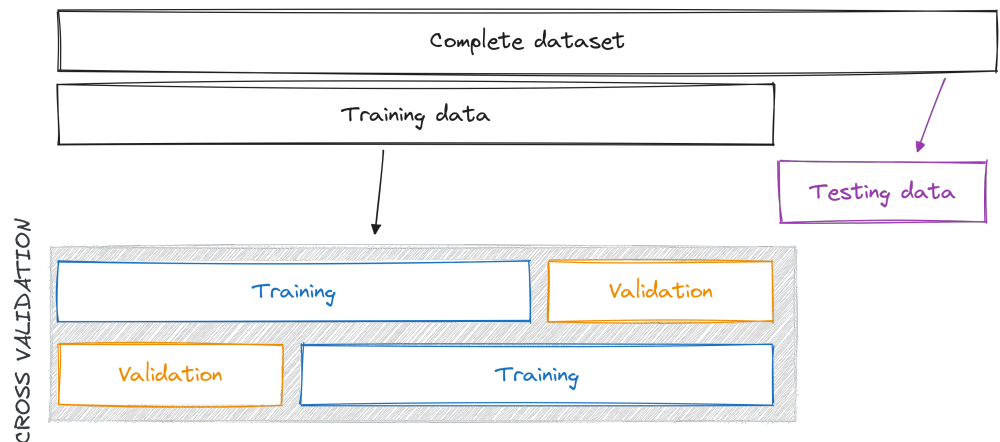 Complete dataset
Training data
Testing data
CROSS VALIDATION
Training
Validation
Validation
Training